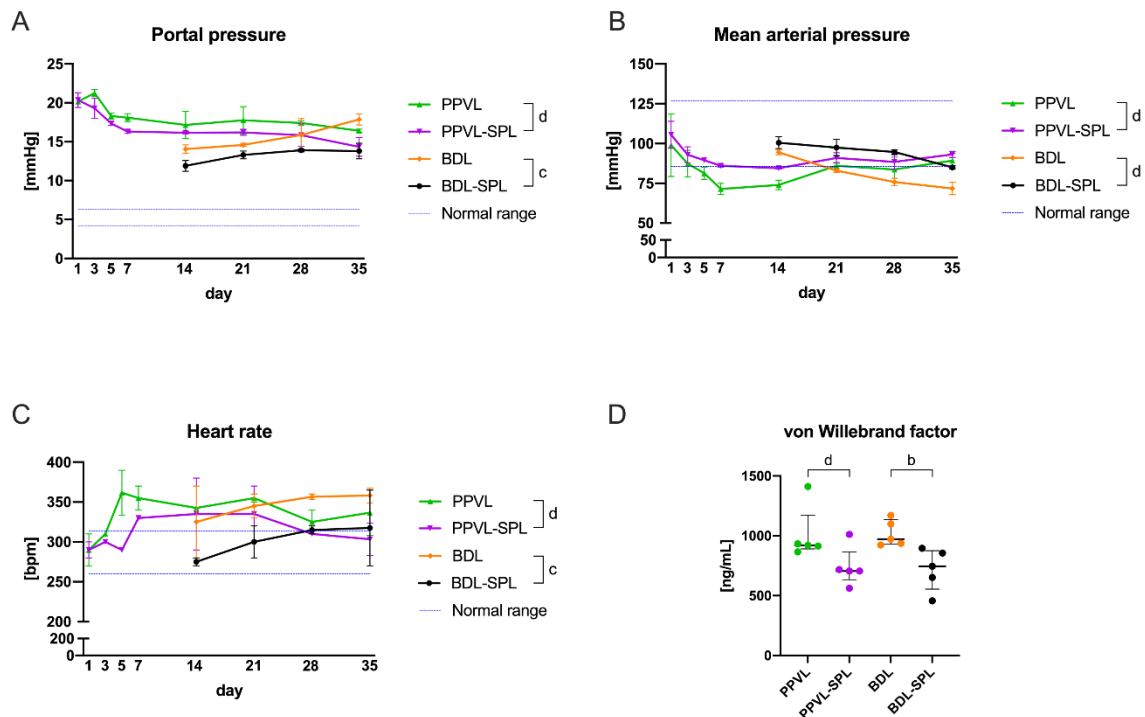 A
Portal pressure
25
20
15
10
5
0
[mmHg]
1 3 5 7 14 21 28 35
day
PPVL
PPVL-SPL
d
BDL
BDL-SPL
c
Normal range
B
Mean arterial pressure
150
125
100
75
50
50
0
[mmHg]
1 3 5 7 14 21 28 35
day
PPVL
PPVL-SPL
d
BDL
BDL-SPL
d
Normal range
C
Heart rate
400
350
300
250
200
200
0
[bpm]
1 3 5 7 14 21 28 35
day
PPVL
PPVL-SPL
d
BDL
BDL-SPL
c
Normal range
D
von Willebrand factor
d b
1500
1000
500
0
[ng/mL]
PPVL
PPVL-SPL
BDL
BDL-SPL